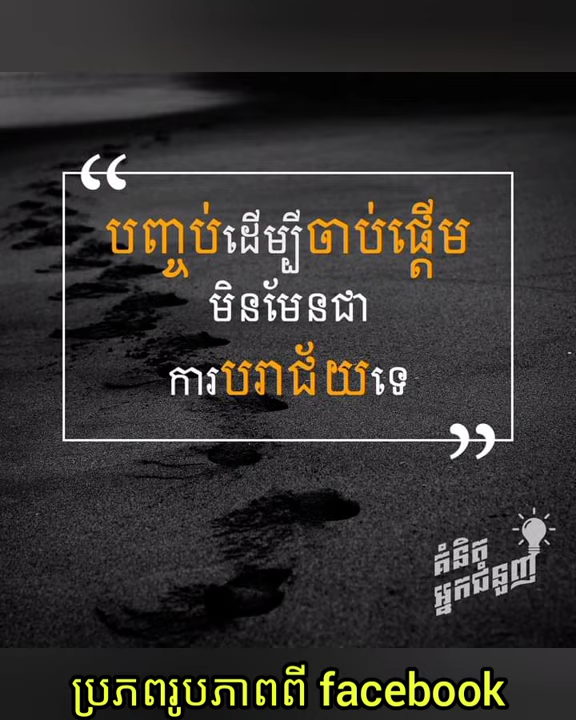 “
បញ្ចប់ដើម្បីចាប់ផ្ដើម
មិនមែនជា
ការបរាជ័យទេ
”
គំនិត
អ្នកជំនួញ
ប្រភពរូបភាពពី facebook